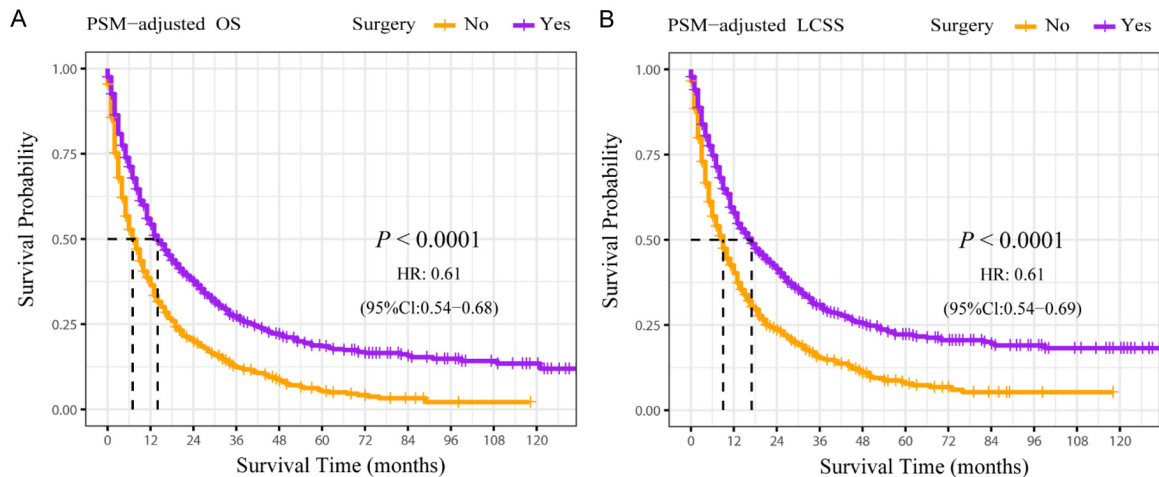 A
PSM-adjusted OS Surgery No Yes
1.00
0.75
0.50
0.25
0.00
Survival Probability
P < 0.0001
HR: 0.61
(95%Cl:0.54-0.68)
0 12 24 36 48 60 72 84 96 108 120
Survival Time (months)
B
PSM-adjusted LCSS Surgery No Yes
1.00
0.75
0.50
0.25
0.00
Survival Probability
P < 0.0001
HR: 0.61
(95%Cl:0.54-0.69)
0 12 24 36 48 60 72 84 96 108 120
Survival Time (months)